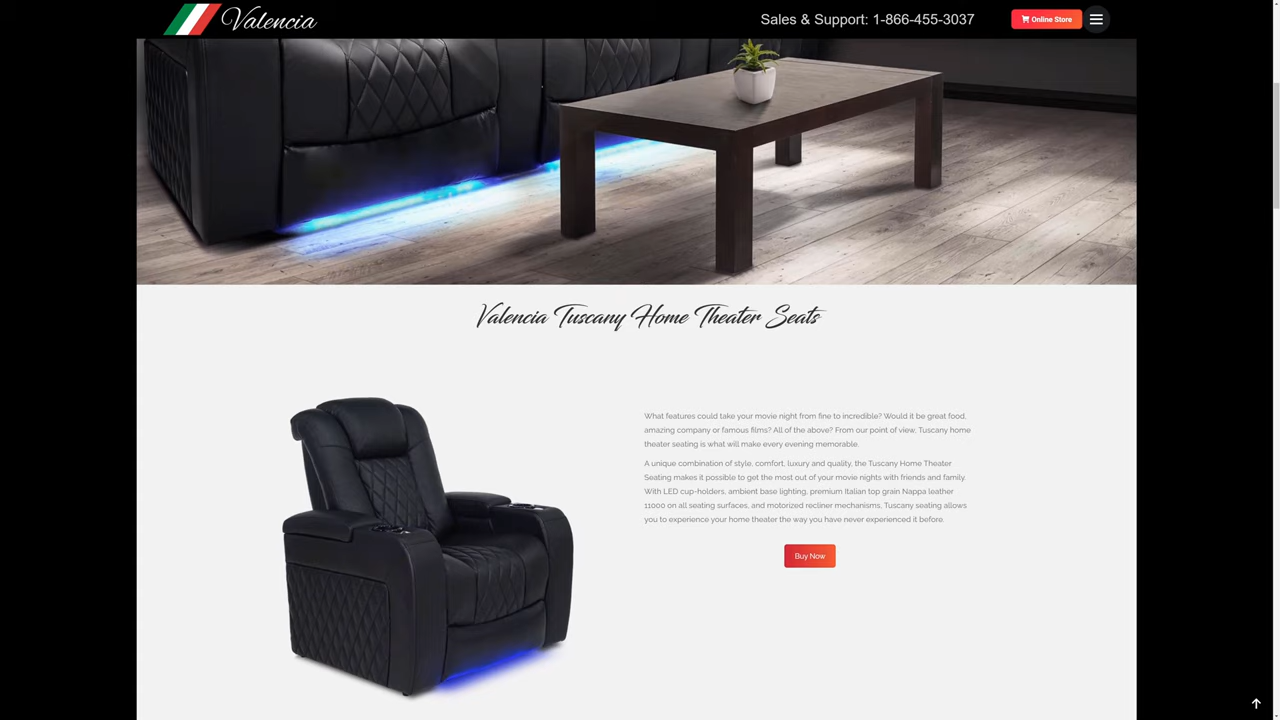 Valencia
Sales & Support: 1-866-455-3037
Online Store
Valencia Tuscany Home Theater Seats
What features could take your movie night from fine to incredible? Would it be great food,
amazing company or famous films? All of the above? From our point of view, Tuscany home
theater seating is what will make every evening memorable.
A unique combination of style, comfort, luxury and quality, the Tuscany Home Theater
Seating makes it possible to get the most out of your movie nights with friends and family.
With LED cup-holders, ambient base lighting, premium Italian top grain Nappa leather
11000 on all seating surfaces, and motorized recliner mechanisms, Tuscany seating allows
you to experience your home theater the way you have never experienced it before.
Buy Now